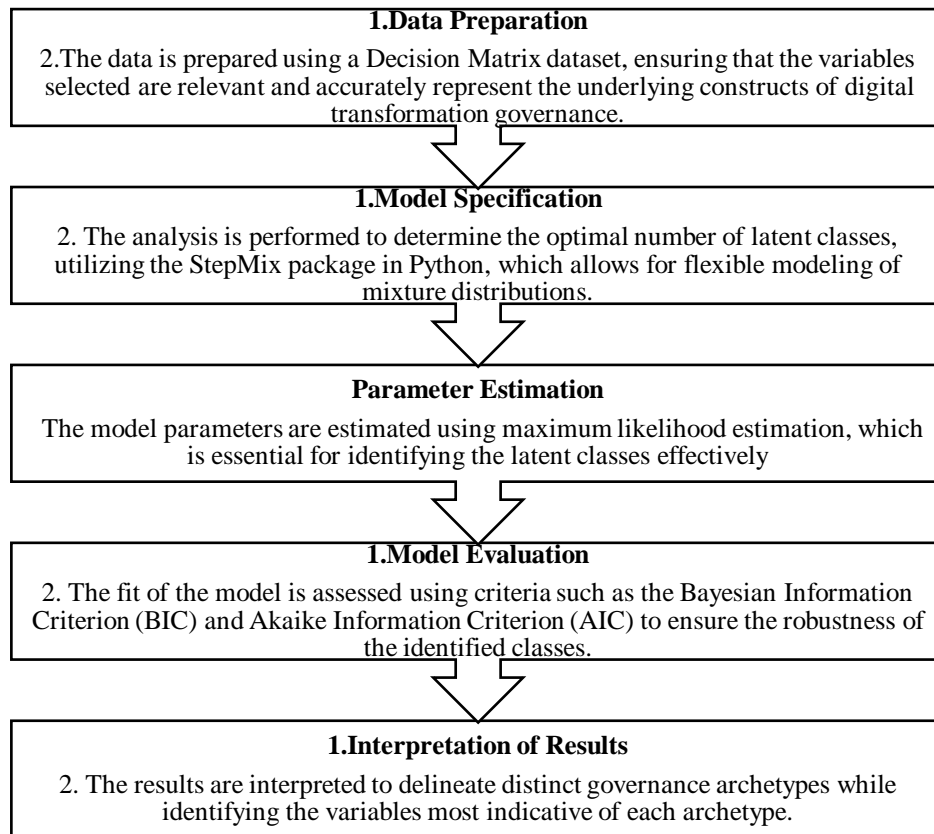 1.Data Preparation
2.The data is prepared using a Decision Matrix dataset, ensuring that the variables
selected are relevant and accurately represent the underlying constructs of digital
transformation governance.
1.Model Specification
2. The analysis is performed to determine the optimal number of latent classes,
utilizing the StepMix package in Python, which allows for flexible modeling of
mixture distributions.
Parameter Estimation
The model parameters are estimated using maximum likelihood estimation, which
is essential for identifying the latent classes effectively
1.Model Evaluation
2. The fit of the model is assessed using criteria such as the Bayesian Information
Criterion (BIC) and Akaike Information Criterion (AIC) to ensure the robustness of
the identified classes.
1.Interpretation of Results
2. The results are interpreted to delineate distinct governance archetypes while
identifying the variables most indicative of each archetype.